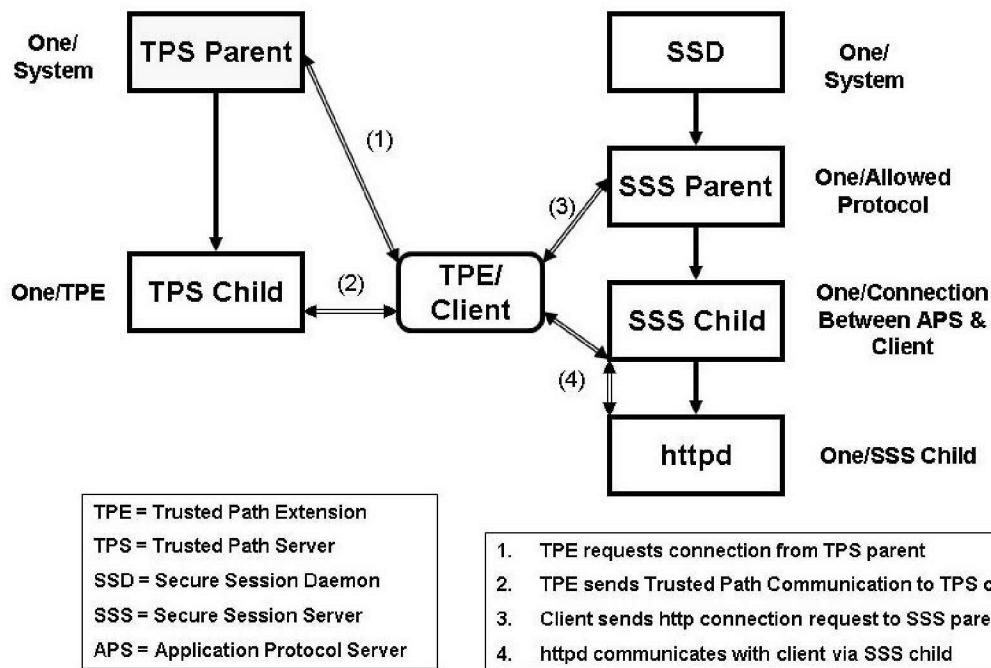 One/
System
TPS Parent
(1)
SSD
One/
System
SSS Parent
One/Allowed
Protocol
(3)
One/TPE
TPS Child
(2)
TPE/
Client
SSS Child
One/Connection
Between APS &
Client
(4)
httpd
One/SSS Child
TPE = Trusted Path Extension
TPS = Trusted Path Server
SSD = Secure Session Daemon
SSS = Secure Session Server
APS = Application Protocol Server
1. TPE requests connection from TPS parent
2. TPE sends Trusted Path Communication to TPS
3. Client sends http connection request to SSS
4. httpd communicates with client via SSS child